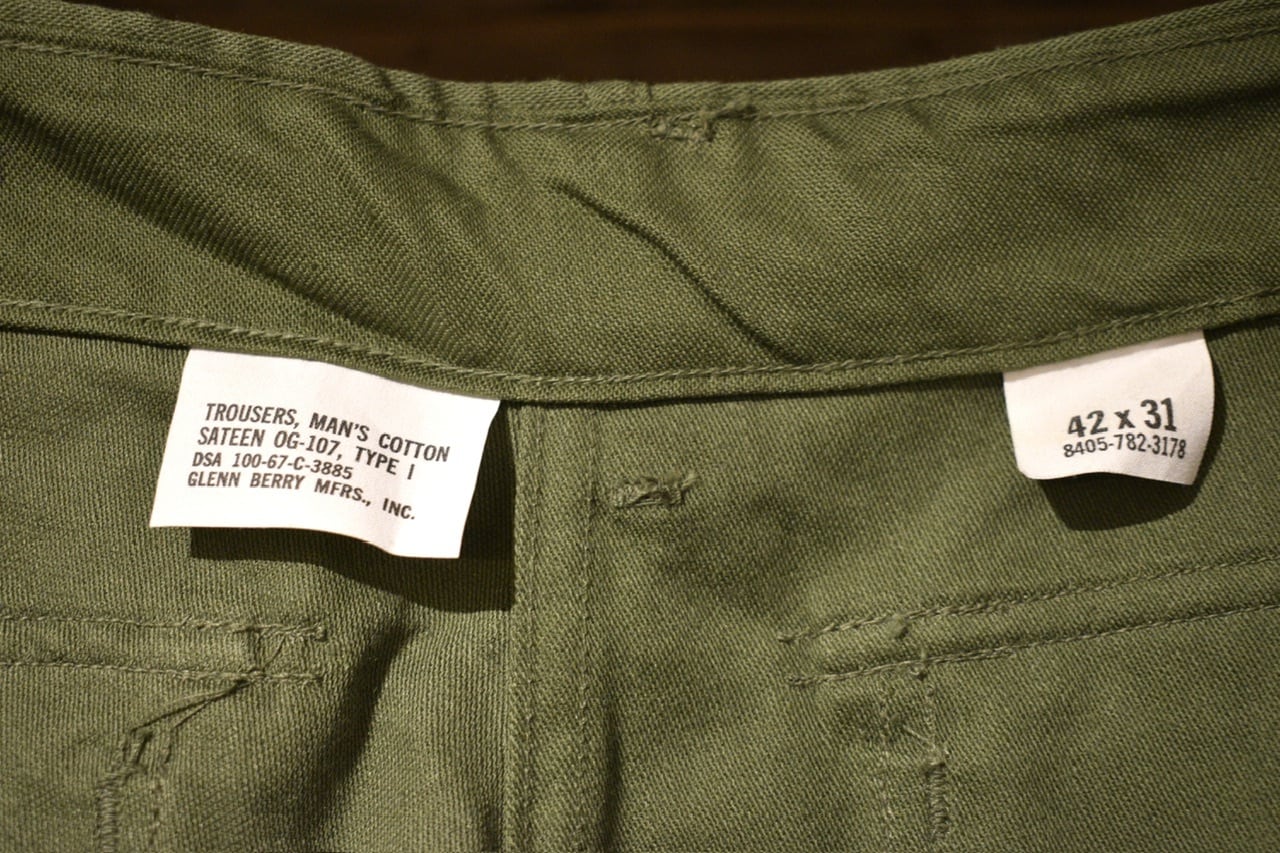 TROUSERS, MAN'S COTTON
SATEEN OG-107, TYPE I
DSA 100-67-C-3885
GLENN BERRY MFRS., INC.
42 x 31
8405-782-3178